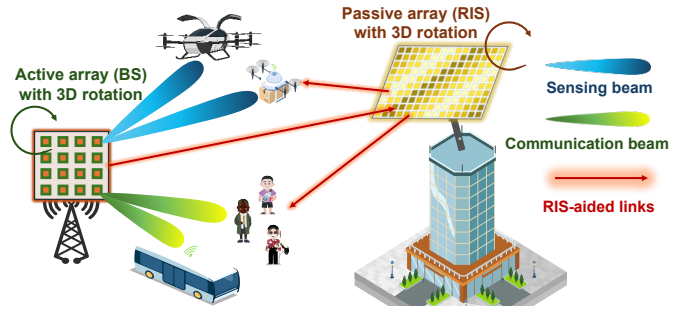 Passive array (RIS)
with 3D rotation
Active array (BS)
with 3D rotation
Sensing beam
Communication beam
RIS-aided links